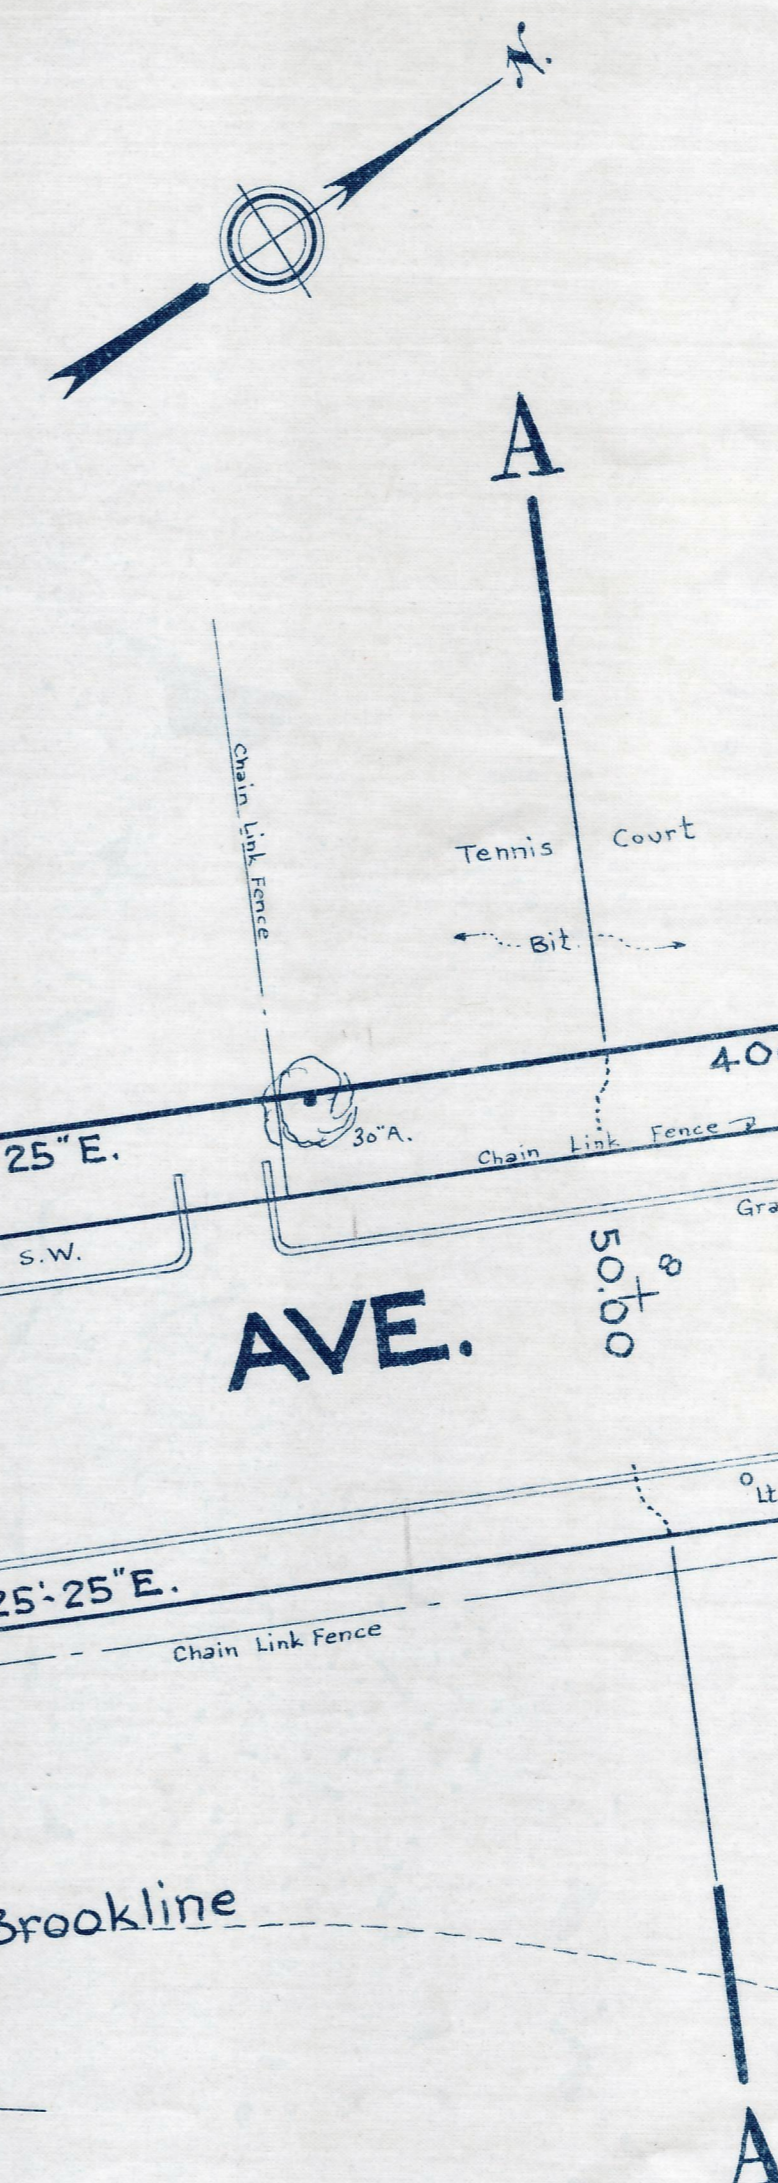 N.
A
Chain Link Fence
Tennis Court
Bit.
40
25"E.
30"A.
Chain Link Fence
S.W.
Gra
50.00
8
AVE.
Lt
25'-25"E.
Chain Link Fence
Brookline
A